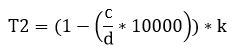 T2 = (1 − (c/d * 10000)) * k